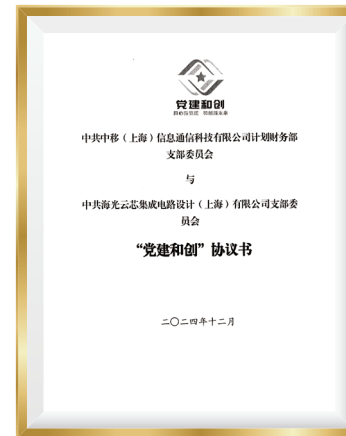 党建和创
中共中移（上海）信息通信科技有限公司计划财务部
支部委员会
与
中共海光云芯集成电路设计（上海）有限公司支部委
员会
“党建和创”协议书
二〇二四年十二月